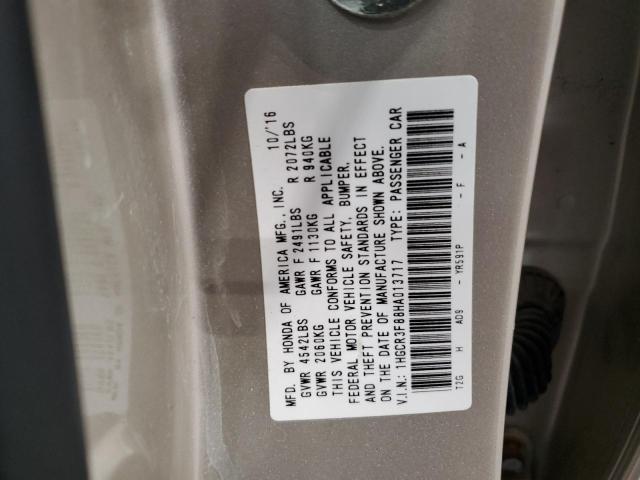 MFD. BY HONDA OF AMERICA MFG., INC. 10/'16
GVWR 4542LBS GAWR F 2491LBS R 2072LBS
GVWR 2060KG GAWR F 1130KG R 940KG
THIS VEHICLE CONFORMS TO ALL APPLICABLE
FEDERAL MOTOR VEHICLE SAFETY, BUMPER,
AND THEFT PREVENTION STANDARDS IN EFFECT
ON THE DATE OF MANUFACTURE SHOWN ABOVE.
V.I.N.: 1HGCR3F88HA013717 TYPE: PASSENGER CAR
T2G H AD9 - YR591P - F - A